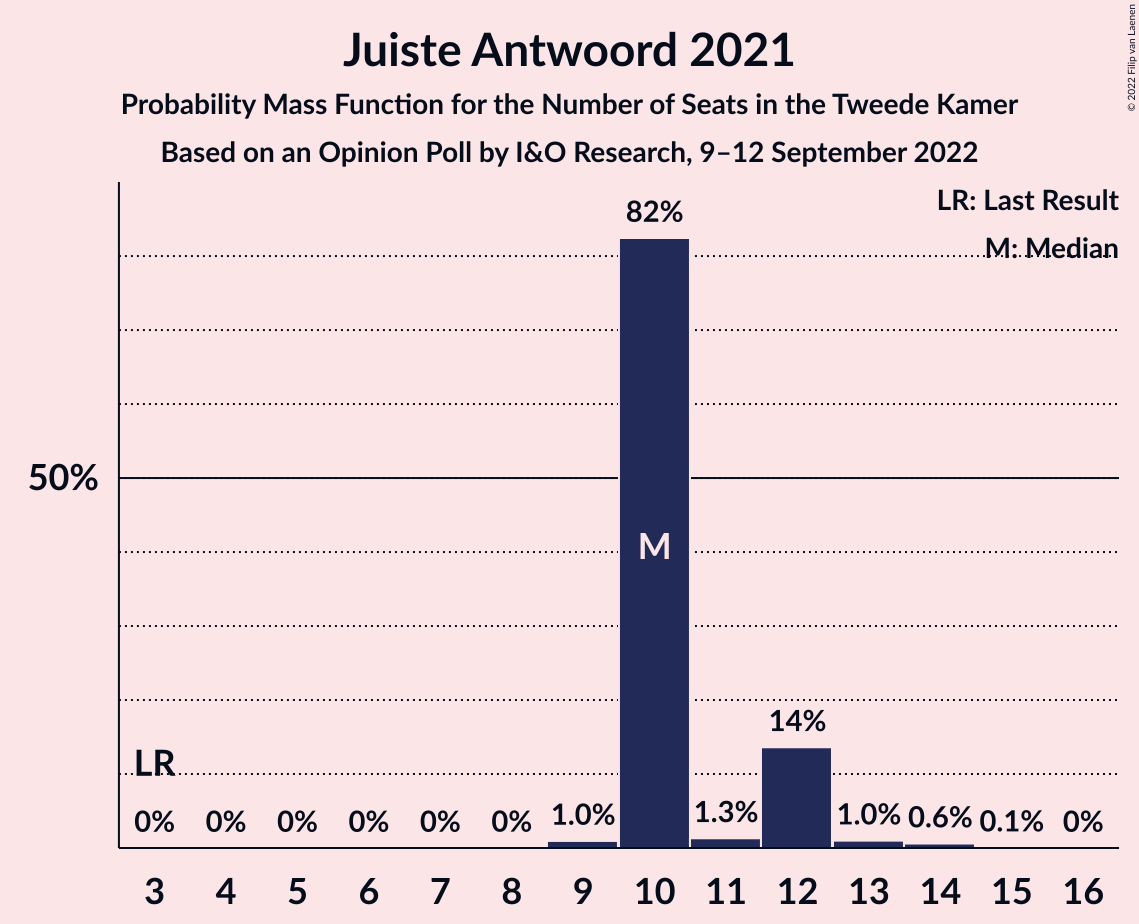 Juiste Antwoord 2021
Probability Mass Function for the Number of Seats in the Tweede Kamer
Based on an Opinion Poll by I&O Research, 9–12 September 2022
© 2022 Filip van Laenen
LR: Last Result
M: Median
82%
50%
M
14%
LR
0% 0% 0% 0% 0% 0% 1.0% 1.3% 1.0% 0.6% 0.1% 0%
3 4 5 6 7 8 9 10 11 12 13 14 15 16